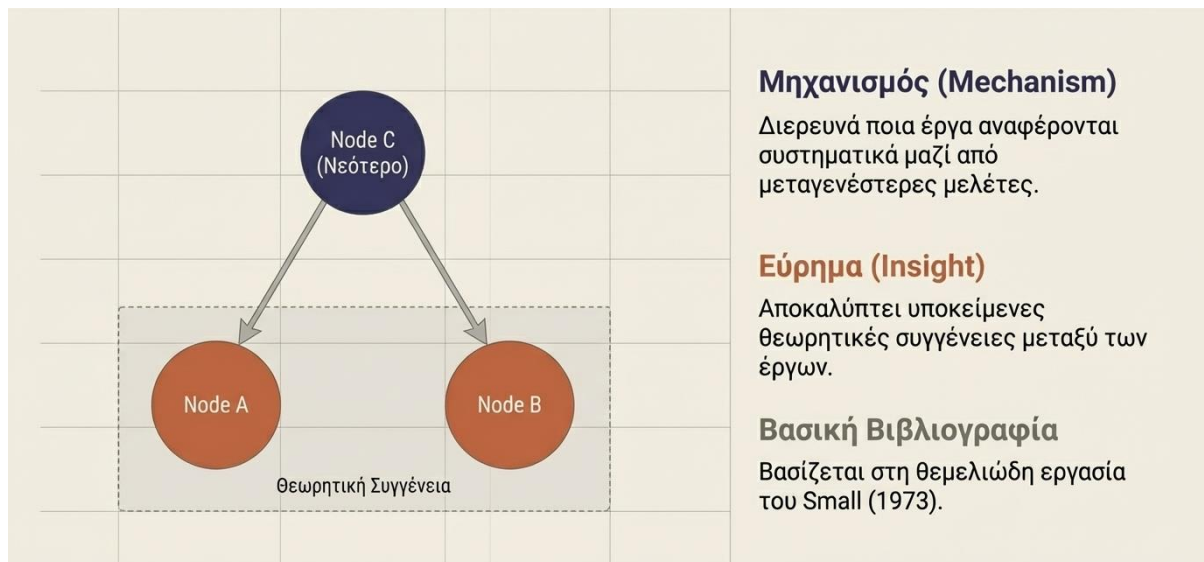 Node C
(Νεότερο)
Node A
Node B
Θεωρητική Συγγένεια
Μηχανισμός (Mechanism)
Διερευνά ποια έργα αναφέρονται
συστηματικά μαζί από
μεταγενέστερες μελέτες.
Εύρημα (Insight)
Αποκαλύπτει υποκείμενες
θεωρητικές συγγένειες μεταξύ των
έργων.
Βασική Βιβλιογραφία
Βασίζεται στη θεμελιώδη εργασία
του Small (1973).